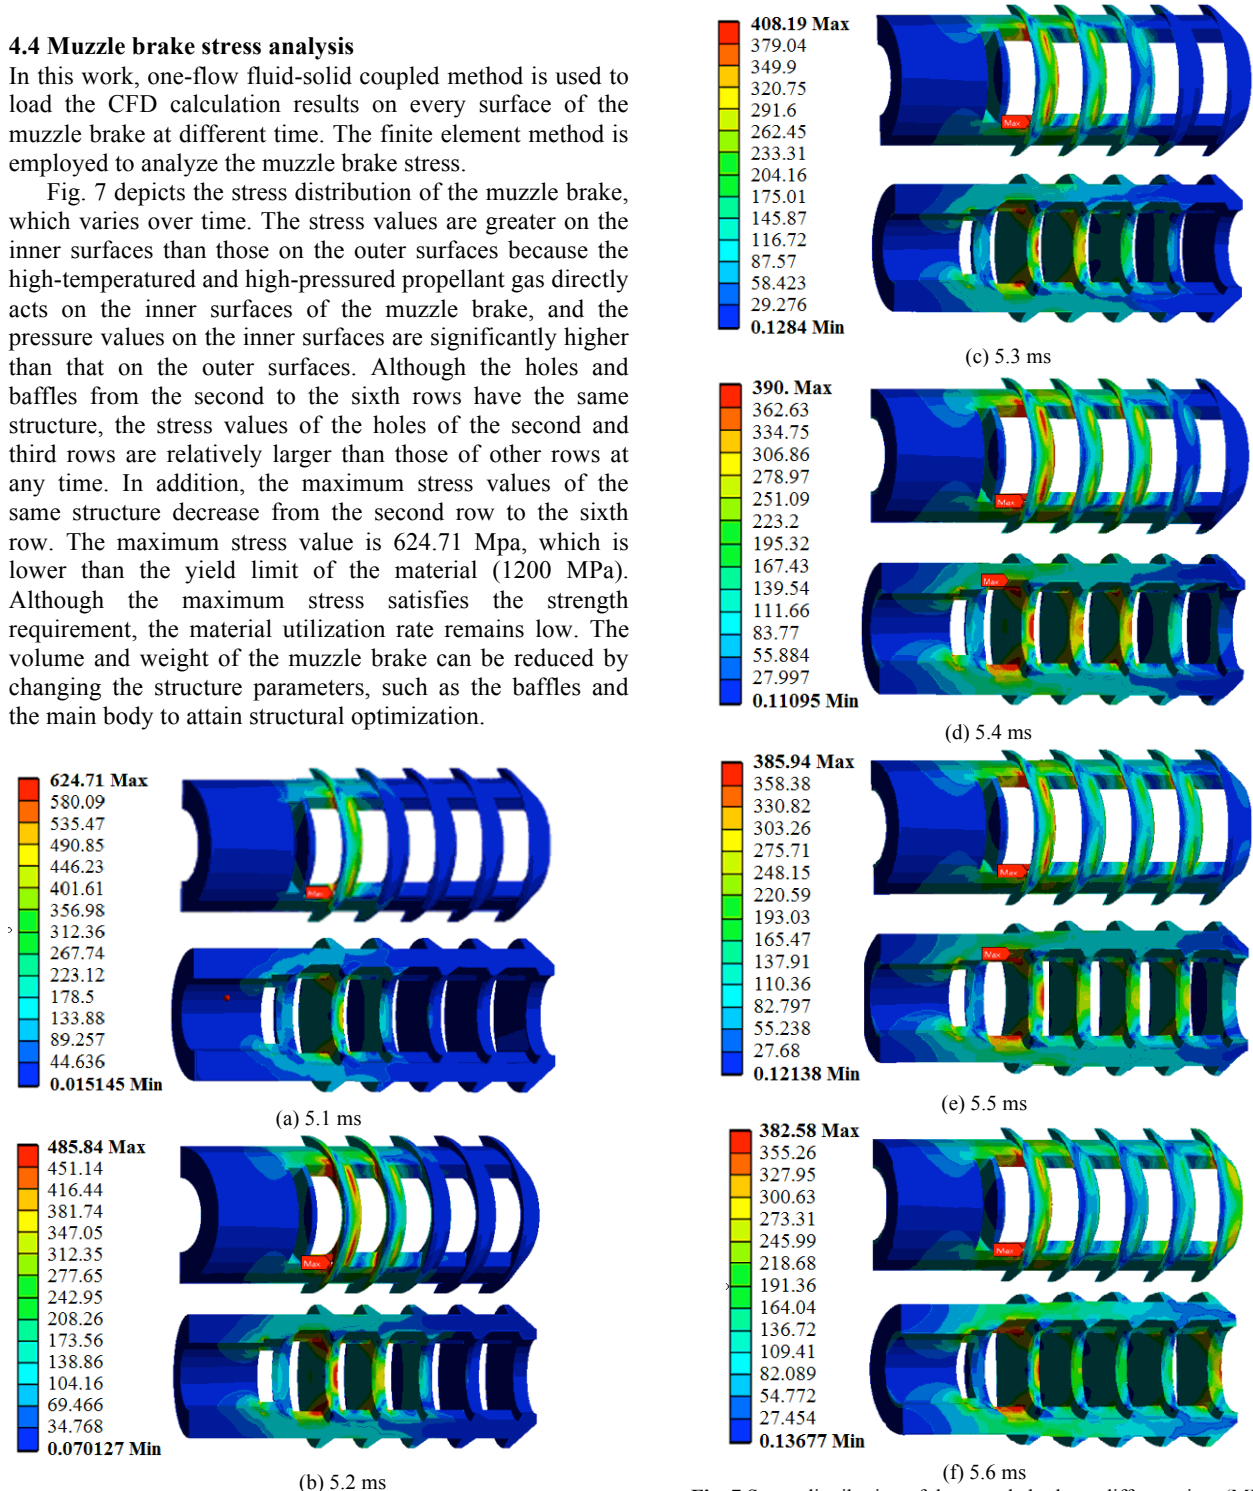 4.4 Muzzle brake stress analysis
In this work, one-flow fluid-solid coupled method is used to
load the CFD calculation results on every surface of the
muzzle brake at different time. The finite element method is
employed to analyze the muzzle brake stress.
Fig. 7 depicts the stress distribution of the muzzle brake,
which varies over time. The stress values are greater on the
inner surfaces than those on the outer surfaces because the
high-temperatured and high-pressured propellant gas directly
acts on the inner surfaces of the muzzle brake, and the
pressure values on the inner surfaces are significantly higher
than that on the outer surfaces. Although the holes and
baffles from the second to the sixth rows have the same
structure, the stress values of the holes of the second and
third rows are relatively larger than those of other rows at
any time. In addition, the maximum stress values of the
same structure decrease from the second row to the sixth
row. The maximum stress value is 624.71 Mpa, which is
lower than the yield limit of the material (1200 MPa).
Although the maximum stress satisfies the strength
requirement, the material utilization rate remains low. The
volume and weight of the muzzle brake can be reduced by
changing the structure parameters, such as the baffles and
the main body to attain structural optimization.
624.71 Max
580.09
535.47
490.85
446.23
401.61
356.98
312.36
267.74
223.12
178.5
133.88
89.257
44.636
0.015145 Min
Max
(a) 5.1 ms
485.84 Max
451.14
416.44
381.74
347.05
312.35
277.65
242.95
208.26
173.56
138.86
104.16
69.466
34.768
0.070127 Min
Max
(b) 5.2 ms
408.19 Max
379.04
349.9
320.75
291.6
262.45
233.31
204.16
175.01
145.87
116.72
87.57
58.423
29.276
0.1284 Min
Max
(c) 5.3 ms
390. Max
362.63
334.75
306.86
278.97
251.09
223.2
195.32
167.43
139.54
111.66
83.77
55.884
27.997
0.11095 Min
Max
Max
(d) 5.4 ms
385.94 Max
358.38
330.82
303.26
275.71
248.15
220.59
193.03
165.47
137.91
110.36
82.797
55.238
27.68
0.12138 Min
Max
Max
(e) 5.5 ms
382.58 Max
355.26
327.95
300.63
273.31
245.99
218.68
191.36
164.04
136.72
109.41
82.089
54.772
27.454
0.13677 Min
Max
(f) 5.6 ms